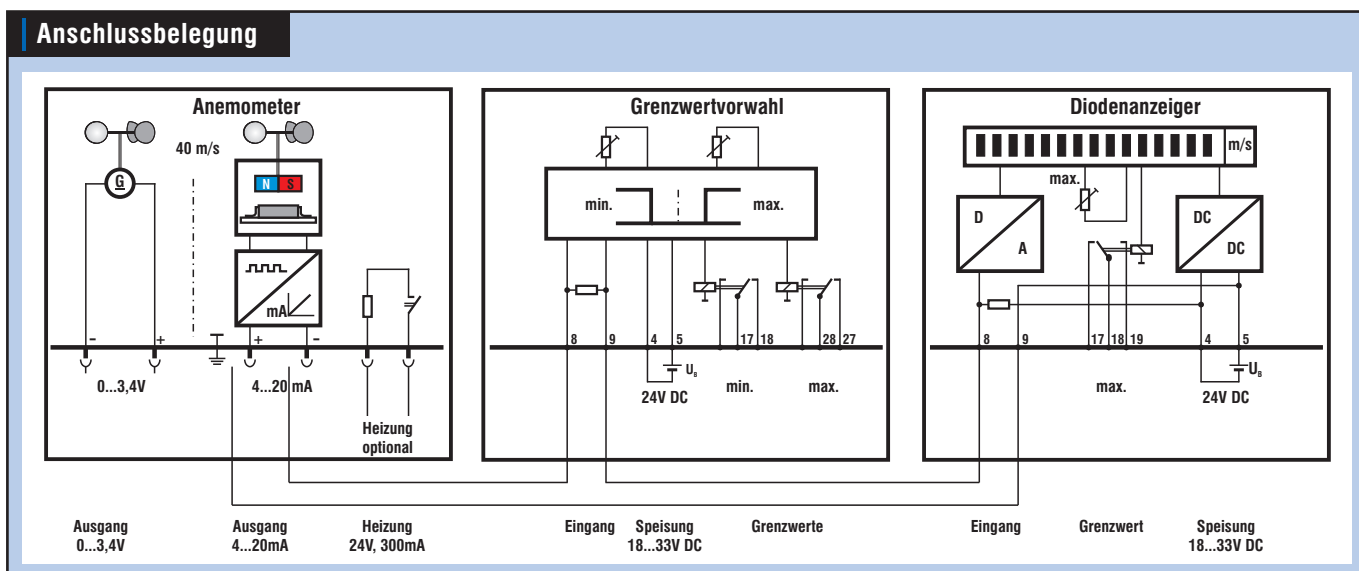 Anschlussbelegung
Anemometer
40 m/s
G
N S
mA
- +
+ -
0...3,4V
4...20 mA
Heizung
optional
Grenzwertvorwahl
min. max.
8 9 4 5 17 18 28 27
UB
24V DC
min. max.
Diodenanzeiger
m/s
max.
D
A
DC
DC
8 9 17 18 19 4 5
UB
max.
24V DC
Ausgang
0...3,4V
Ausgang
4...20mA
Heizung
24V, 300mA
Eingang
Speisung
18...33V DC
Grenzwerte
Eingang
Grenzwert
Speisung
18...33V DC